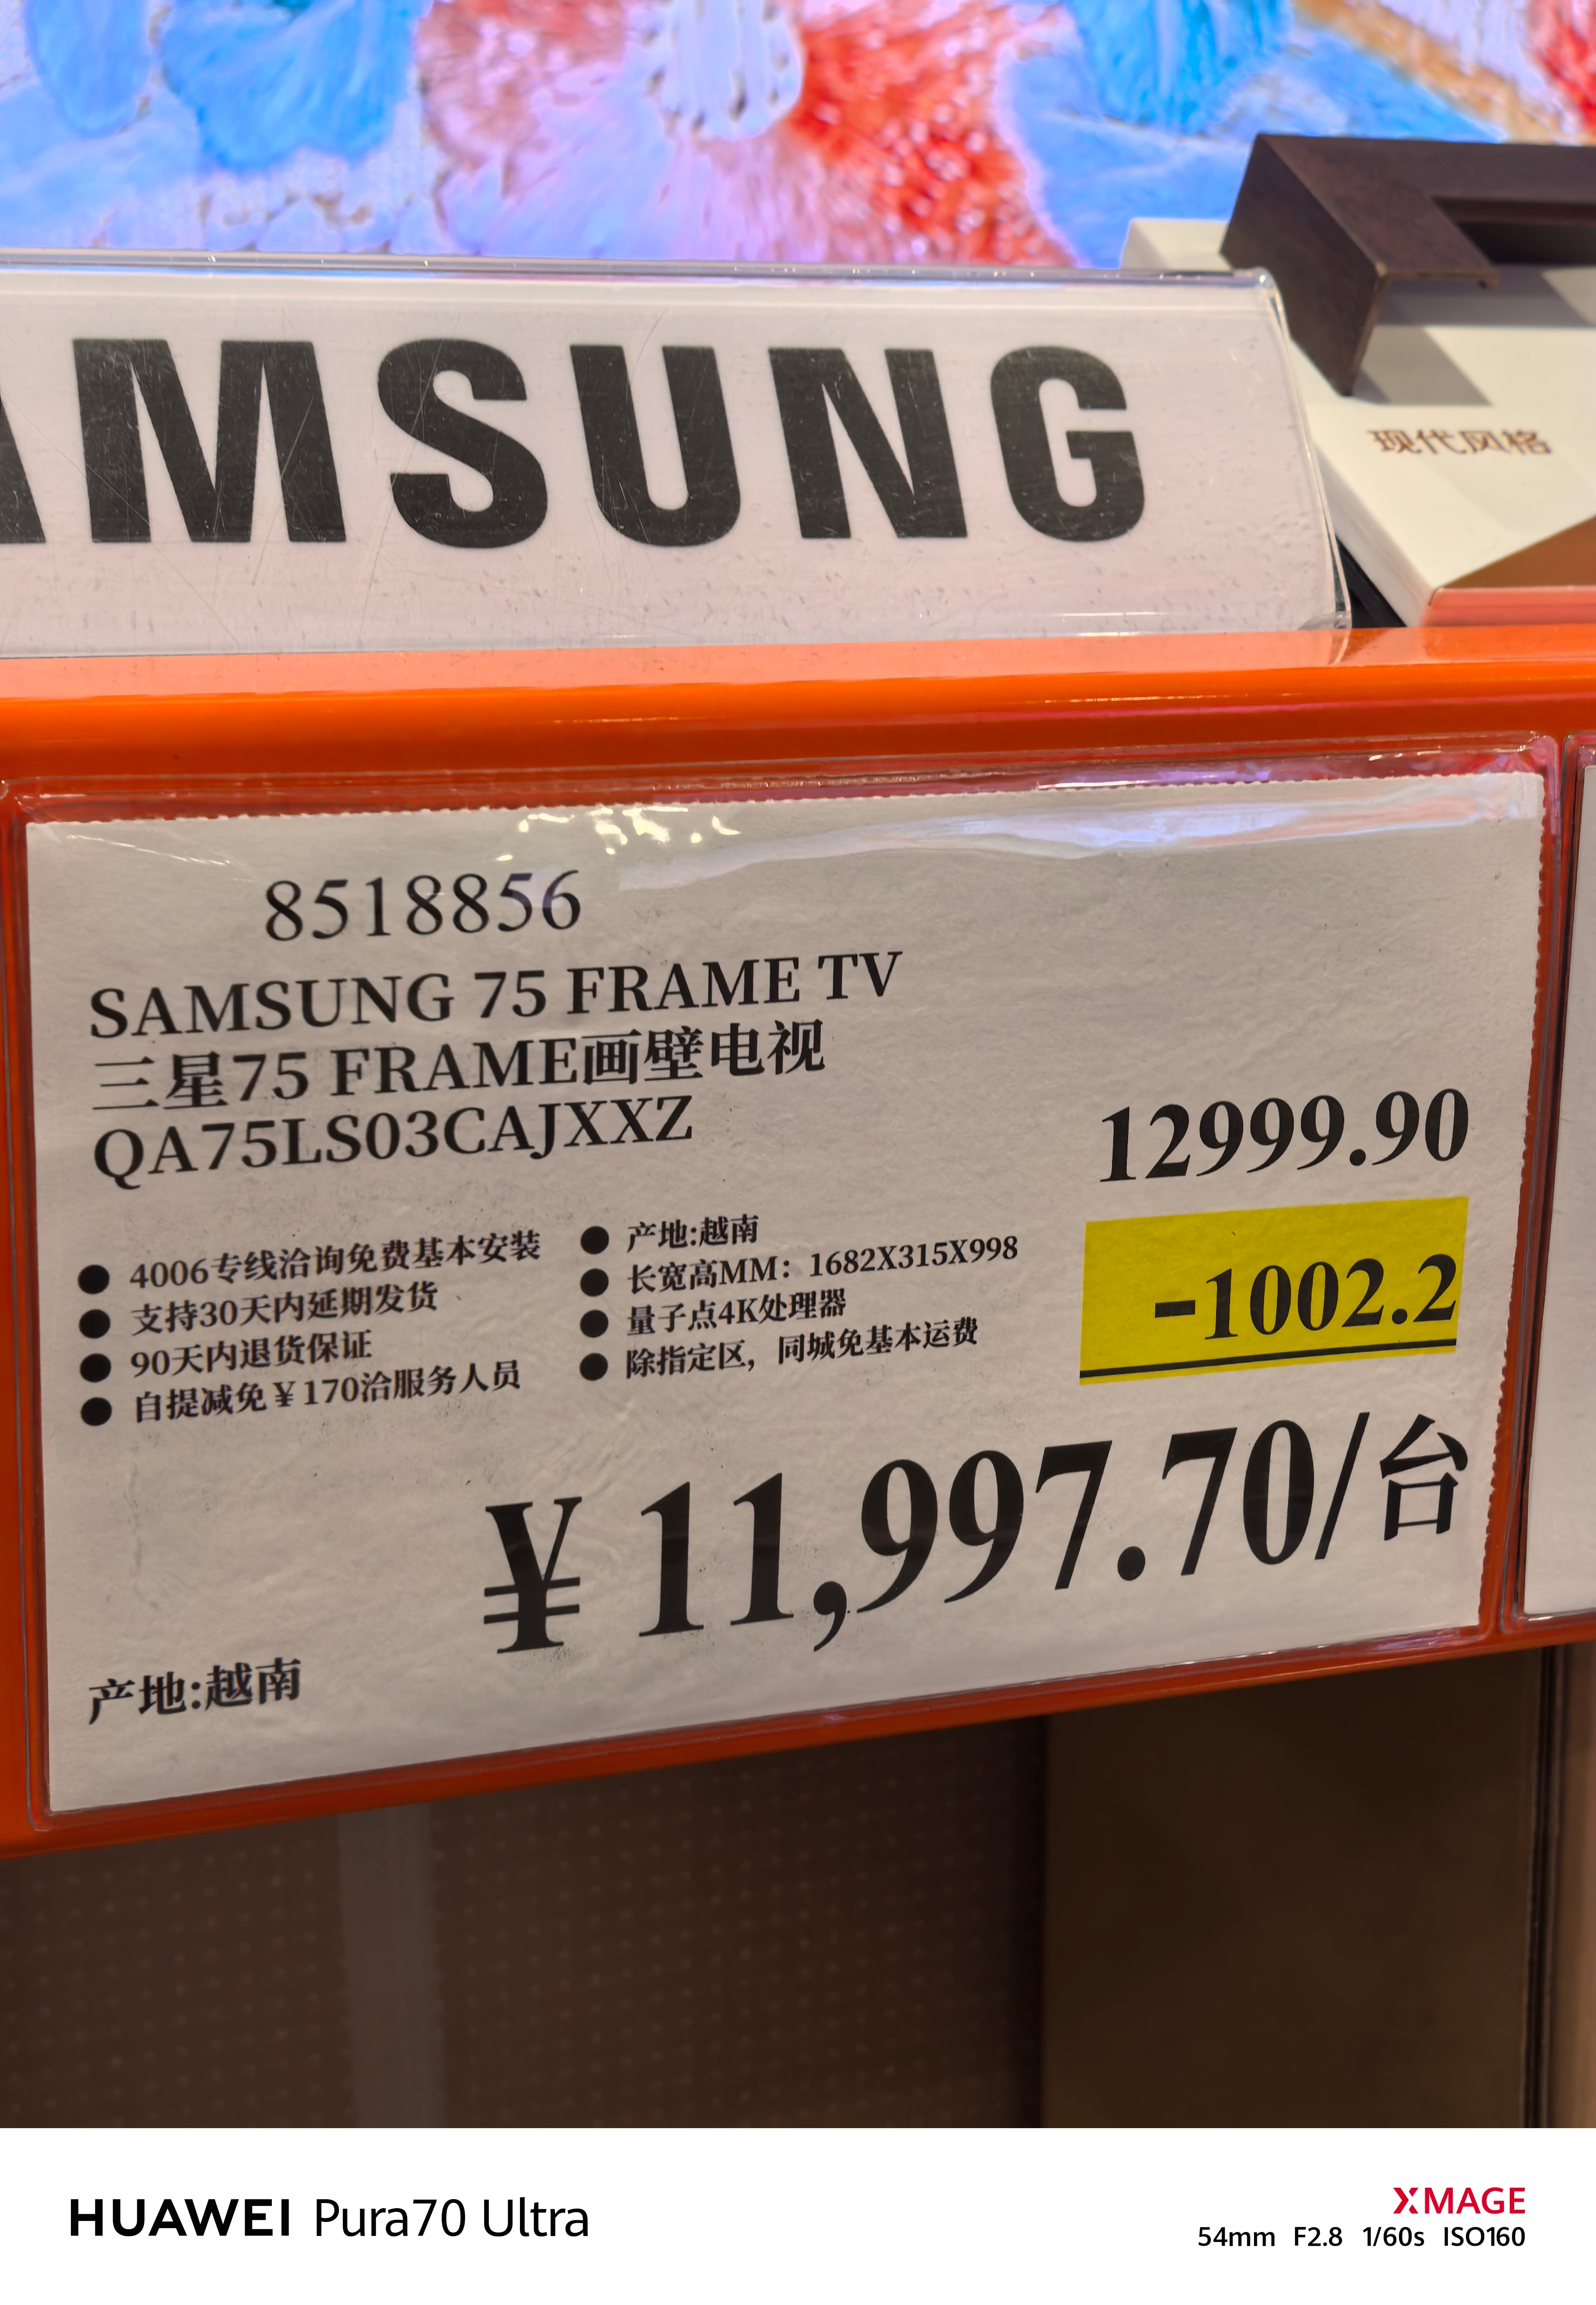 AMSUNG
现代风格
8518856
SAMSUNG 75 FRAME TV
三星75 FRAME画壁电视
QA75LS03CAJXXZ
12999.90
-1002.2
● 4006专线洽询免费基本安装
● 支持30天内延期发货
● 90天内退货保证
● 自提减免￥170洽服务人员
● 产地:越南
● 长宽高MM：1682X315X998
● 量子点4K处理器
● 除指定区，同城免基本运费
￥11,997.70/台
产地:越南
HUAWEI Pura70 Ultra
XMAGE
54mm F2.8 1/60s ISO160